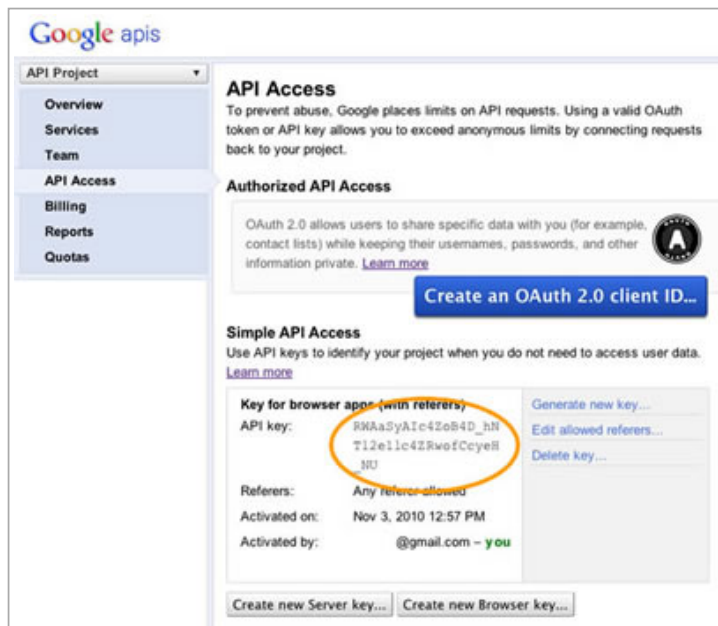 Google apis
API Project
Overview
Services
Team
API Access
Billing
Reports
Quotas
API Access
To prevent abuse, Google places limits on API requests. Using a valid OAuth
token or API key allows you to exceed anonymous limits by connecting requests
back to your project.
Authorized API Access
OAuth 2.0 allows users to share specific data with you (for example,
contact lists) while keeping their usernames, passwords, and other
information private. Learn more
A
Create an OAuth 2.0 client ID...
Simple API Access
Use API keys to identify your project when you do not need to access user data.
Learn more
Key for browser apps (with referers)
API key: RWAaSyAIc4ZoB4D_hN
Tl2ellc4ZRwofCcyeH
_NU
Referers: Any referer allowed
Activated on: Nov 3, 2010 12:57 PM
Activated by: @gmail.com – you
Generate new key...
Edit allowed referers...
Delete key...
Create new Server key... Create new Browser key...